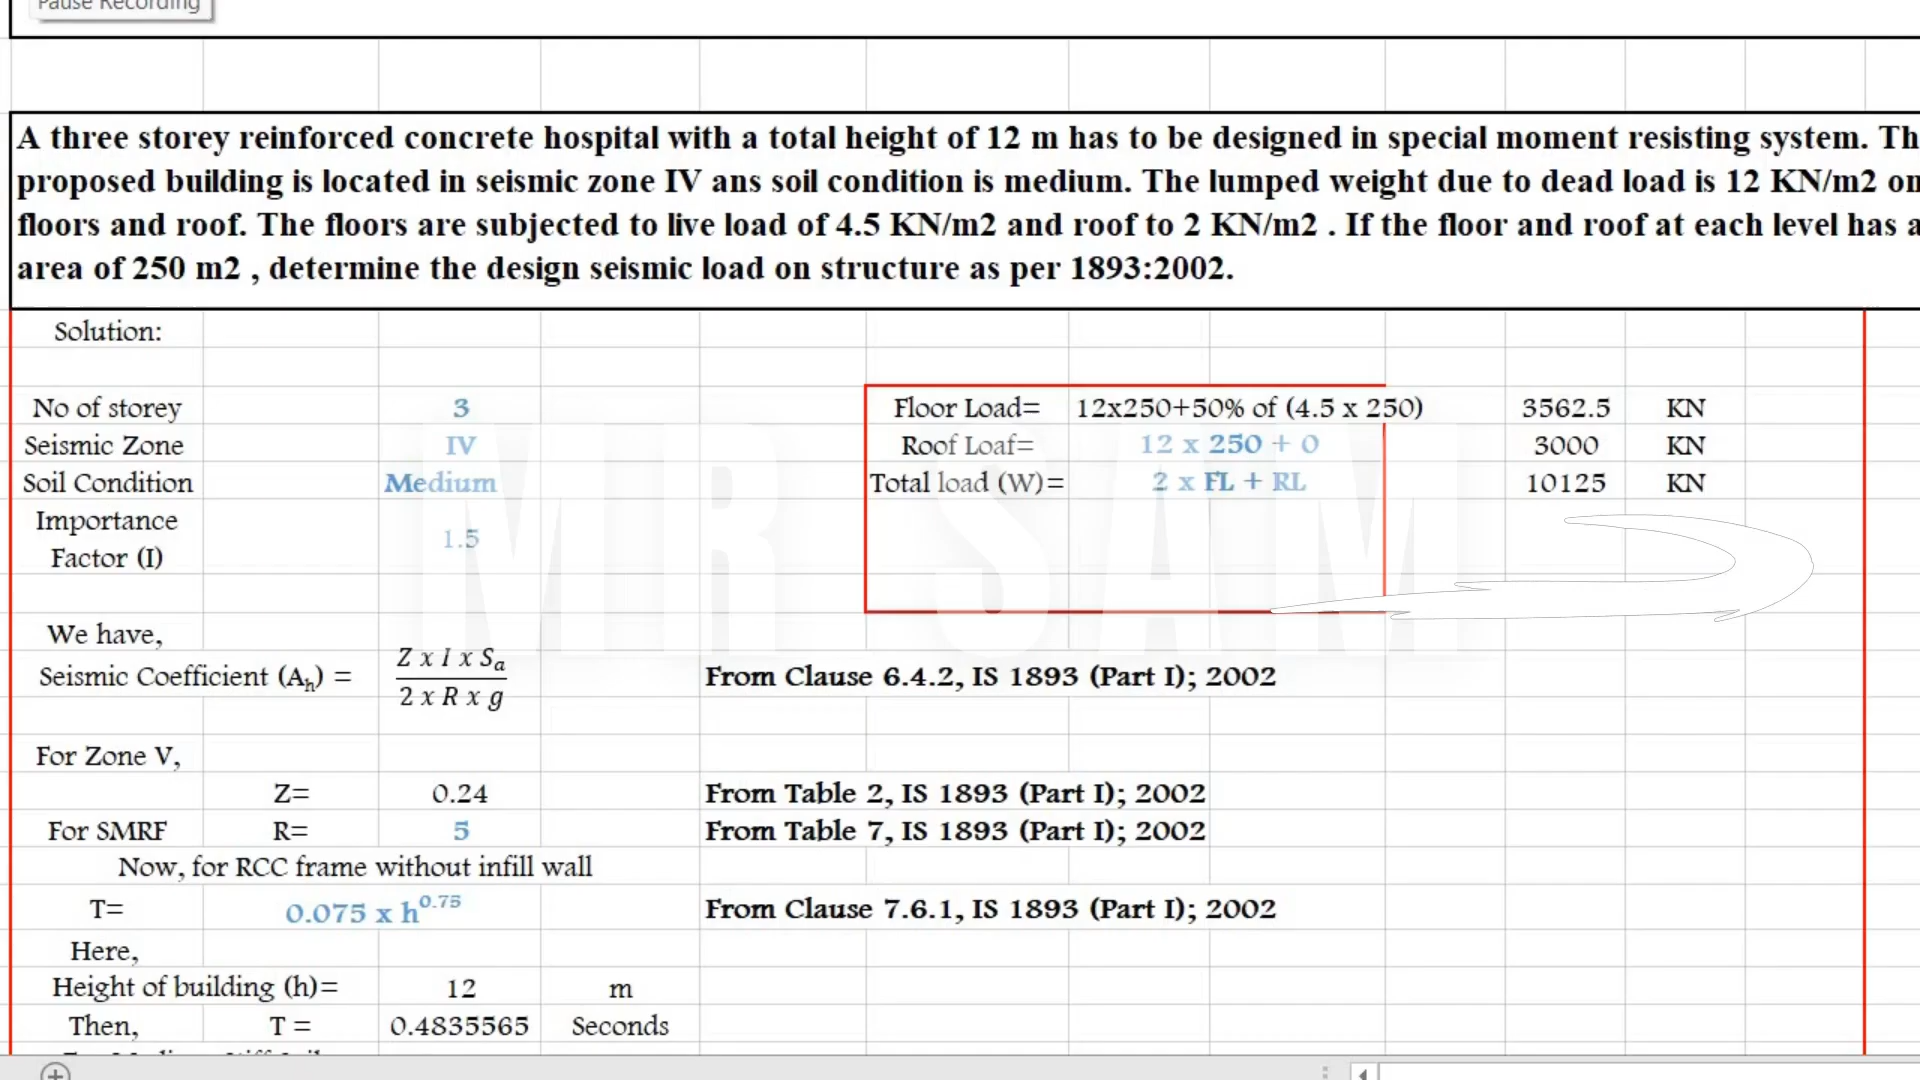 Pause Recording
A three storey reinforced concrete hospital with a total height of 12 m has to be designed in special moment resisting system. Th
proposed building is located in seismic zone IV ans soil condition is medium. The lumped weight due to dead load is 12 KN/m2 on
floors and roof. The floors are subjected to live load of 4.5 KN/m2 and roof to 2 KN/m2 . If the floor and roof at each level has a
area of 250 m2 , determine the design seismic load on structure as per 1893:2002.
Solution:
No of storey 3 Floor Load= 12x250+50% of (4.5 x 250) 3562.5 KN
Seismic Zone IV Roof Loaf= 12 x 250 + 0 3000 KN
Soil Condition Medium Total load (W)= 2 x FL + RL 10125 KN
Importance
Factor (I) 1.5
MR SAM
We have,
Seismic Coefficient (Ah) = Z x I x Sa / 2 x R x g From Clause 6.4.2, IS 1893 (Part I); 2002
For Zone V,
Z= 0.24 From Table 2, IS 1893 (Part I); 2002
For SMRF R= 5 From Table 7, IS 1893 (Part I); 2002
Now, for RCC frame without infill wall
T= 0.075 x h^0.75 From Clause 7.6.1, IS 1893 (Part I); 2002
Here,
Height of building (h)= 12 m
Then, T = 0.4835565 Seconds